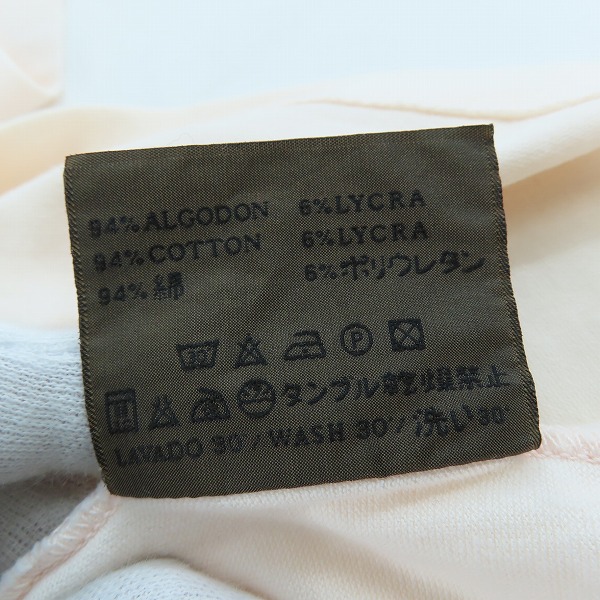 94% ALGODON 6% LYCRA
94% COTTON 6% LYCRA
94% 綿 6% ポリウレタン
30° P
タンブル乾燥禁止
LAVADO 30°/ WASH 30°/ 洗い 30°